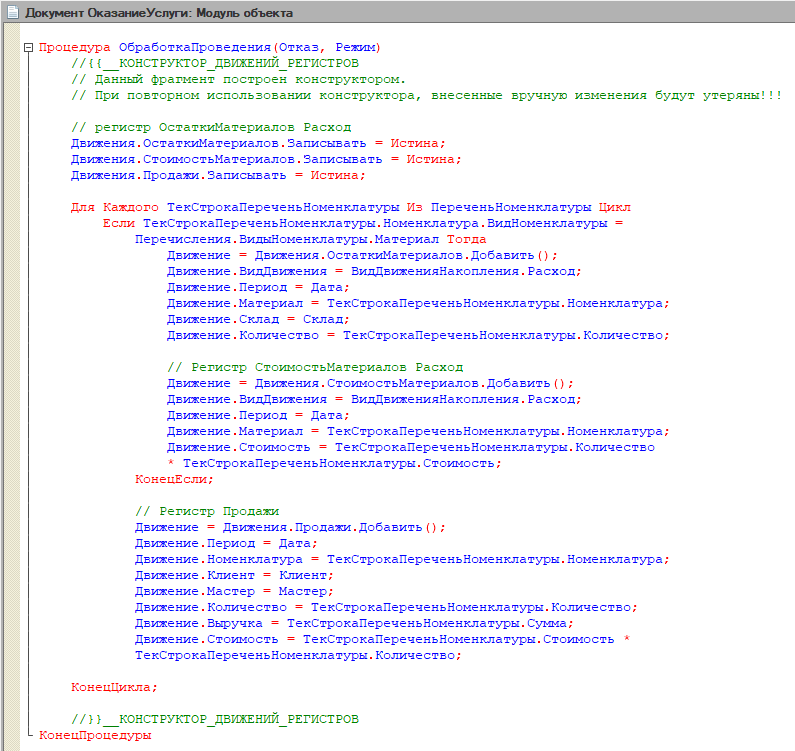 Документ ОказаниеУслуги: Модуль объекта
Процедура ОбработкаПроведения(Отказ, Режим)
//{{__КОНСТРУКТОР_ДВИЖЕНИЙ_РЕГИСТРОВ
// Данный фрагмент построен конструктором.
// При повторном использовании конструктора, внесенные вручную изменения будут утеряны!!!
// регистр ОстаткиМатериалов Расход
Движения.ОстаткиМатериалов.Записывать = Истина;
Движения.СтоимостьМатериалов.Записывать = Истина;
Движения.Продажи.Записывать = Истина;
Для Каждого ТекСтрокаПереченьНоменклатуры Из ПереченьНоменклатуры Цикл
Если ТекСтрокаПереченьНоменклатуры.Номенклатура.ВидНоменклатуры =
Перечисления.ВидыНоменклатуры.Материал Тогда
Движение = Движения.ОстаткиМатериалов.Добавить();
Движение.ВидДвижения = ВидДвиженияНакопления.Расход;
Движение.Период = Дата;
Движение.Материал = ТекСтрокаПереченьНоменклатуры.Номенклатура;
Движение.Склад = Склад;
Движение.Количество = ТекСтрокаПереченьНоменклатуры.Количество;
// Регистр СтоимостьМатериалов Расход
Движение = Движения.СтоимостьМатериалов.Добавить();
Движение.ВидДвижения = ВидДвиженияНакопления.Расход;
Движение.Период = Дата;
Движение.Материал = ТекСтрокаПереченьНоменклатуры.Номенклатура;
Движение.Стоимость = ТекСтрокаПереченьНоменклатуры.Количество
* ТекСтрокаПереченьНоменклатуры.Стоимость;
КонецЕсли;
// Регистр Продажи
Движение = Движения.Продажи.Добавить();
Движение.Период = Дата;
Движение.Номенклатура = ТекСтрокаПереченьНоменклатуры.Номенклатура;
Движение.Клиент = Клиент;
Движение.Мастер = Мастер;
Движение.Количество = ТекСтрокаПереченьНоменклатуры.Количество;
Движение.Выручка = ТекСтрокаПереченьНоменклатуры.Сумма;
Движение.Стоимость = ТекСтрокаПереченьНоменклатуры.Стоимость *
ТекСтрокаПереченьНоменклатуры.Количество;
КонецЦикла;
//}}__КОНСТРУКТОР_ДВИЖЕНИЙ_РЕГИСТРОВ
КонецПроцедуры